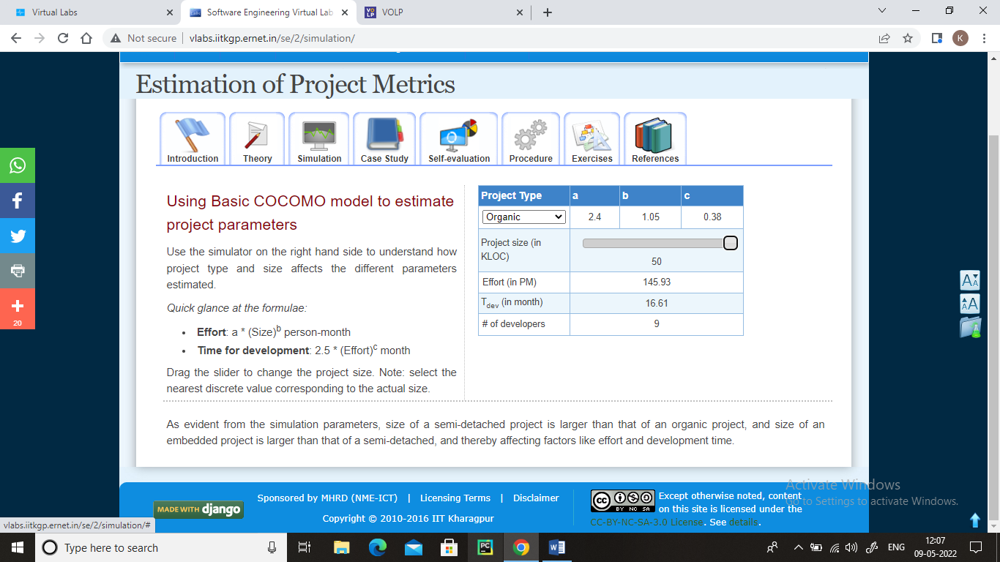 Virtual Labs
Software Engineering Virtual Lab
VOLP
Not secure | vlabs.iitkgp.ernet.in/se/2/simulation/
K
Estimation of Project Metrics
Introduction
Theory
Simulation
Case Study
Self-evaluation
Procedure
Exercises
References
20
Using Basic COCOMO model to estimate
project parameters
Use the simulator on the right hand side to understand how
project type and size affects the different parameters
estimated.
Quick glance at the formulae:
• Effort: a * (Size)b person-month
• Time for development: 2.5 * (Effort)c month
Drag the slider to change the project size. Note: select the
nearest discrete value corresponding to the actual size.
Project Type a b c
Organic 2.4 1.05 0.38
Project size (in
KLOC)
50
Effort (in PM) 145.93
Tdev (in month) 16.61
# of developers 9
As evident from the simulation parameters, size of a semi-detached project is larger than that of an organic project, and size of an
embedded project is larger than that of a semi-detached, and thereby affecting factors like effort and development time.
MADE WITH django
Sponsored by MHRD (NME-ICT) | Licensing Terms | Disclaimer
Copyright © 2010-2016 IIT Kharagpur
cc BY NC SA
Except otherwise noted, content
on this site is licensed under the
CC-BY-NC-SA-3.0 License. See details.
Activate Windows
Go to Settings to activate Windows.
vlabs.iitkgp.ernet.in/se/2/simulation/#
Type here to search
ENG
12:07
09-05-2022